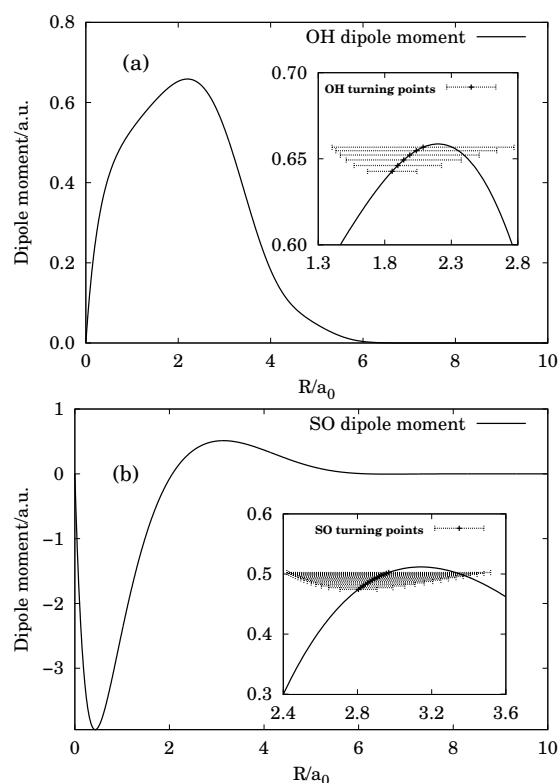 0.8
OH dipole moment
(a)
0.70
OH turning points
0.6
0.65
0.4
Dipole moment/a.u.
0.60
1.3 1.8 2.3 2.8
0.2
0.0
0 2 4 6 8 10
R/a0
1
SO dipole moment
0
(b)
0.6
SO turning points
−1
0.5
−2
Dipole moment/a.u.
0.4
−3
0.3
2.4 2.8 3.2 3.6
0 2 4 6 8 10
R/a0